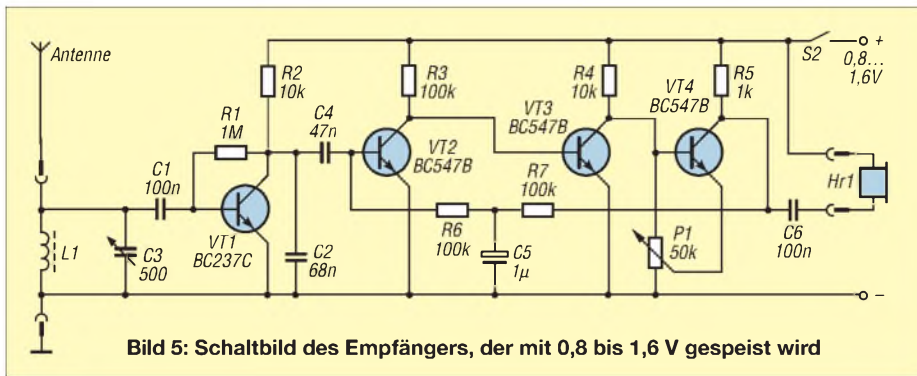 Antenne
R2
10k
R1
1M
C4
47n
R3
100k
VT3
BC547B
R4
10k
VT4
BC547B
R5
1k
S2
+
0,8...
1,6V
C1
100n
VT2
BC547B
R7
100k
Hr1
L1
C3
500
VT1
BC237C
C2
68n
R6
100k
C5
1µ
P1
50k
C6
100n
–
Bild 5: Schaltbild des Empfängers, der mit 0,8 bis 1,6 V gespeist wird